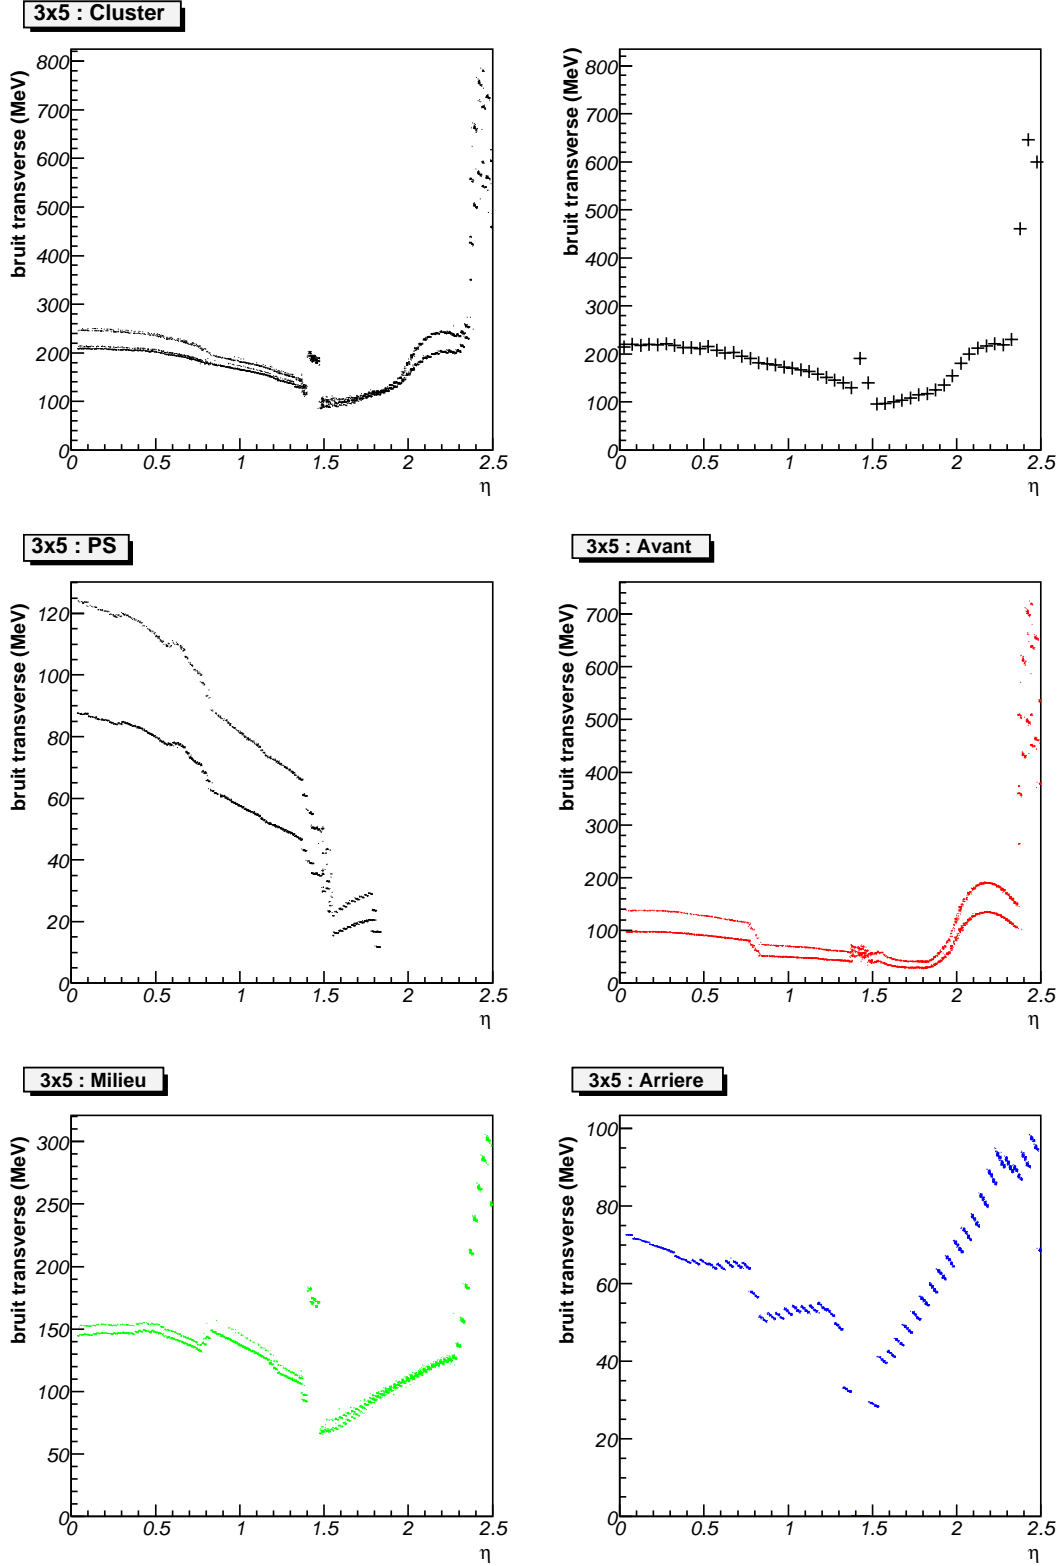 3x5 : Cluster
bruit transverse (MeV)
800
700
600
500
400
300
200
100
0
0 0.5 1 1.5 2 2.5
η
bruit transverse (MeV)
800
700
600
500
400
300
200
100
0
0 0.5 1 1.5 2 2.5
η
3x5 : PS
bruit transverse (MeV)
120
100
80
60
40
20
0
0 0.5 1 1.5 2 2.5
η
3x5 : Avant
bruit transverse (MeV)
700
600
500
400
300
200
100
0
0 0.5 1 1.5 2 2.5
η
3x5 : Milieu
bruit transverse (MeV)
300
250
200
150
100
50
0
0 0.5 1 1.5 2 2.5
η
3x5 : Arriere
bruit transverse (MeV)
100
80
60
40
20
0
0 0.5 1 1.5 2 2.5
η